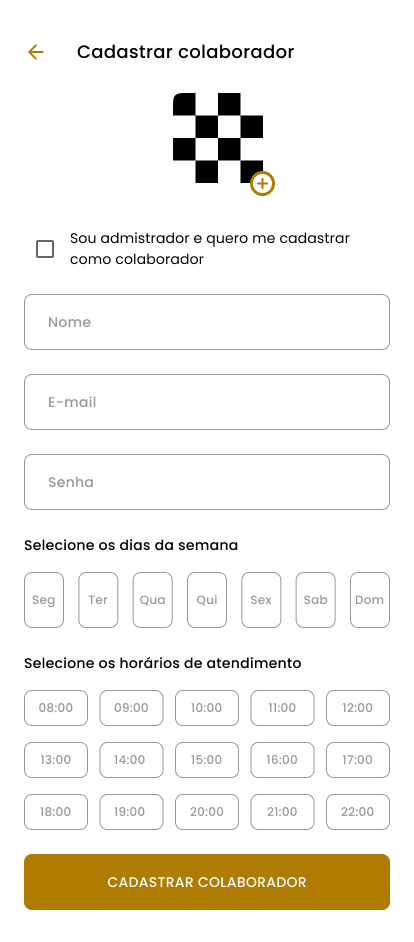 Cadastrar colaborador
Sou admistrador e quero me cadastrar
como colaborador
Nome
E-mail
Senha
Selecione os dias da semana
Seg Ter Qua Qui Sex Sab Dom
Selecione os horários de atendimento
08:00 09:00 10:00 11:00 12:00
13:00 14:00 15:00 16:00 17:00
18:00 19:00 20:00 21:00 22:00
CADASTRAR COLABORADOR